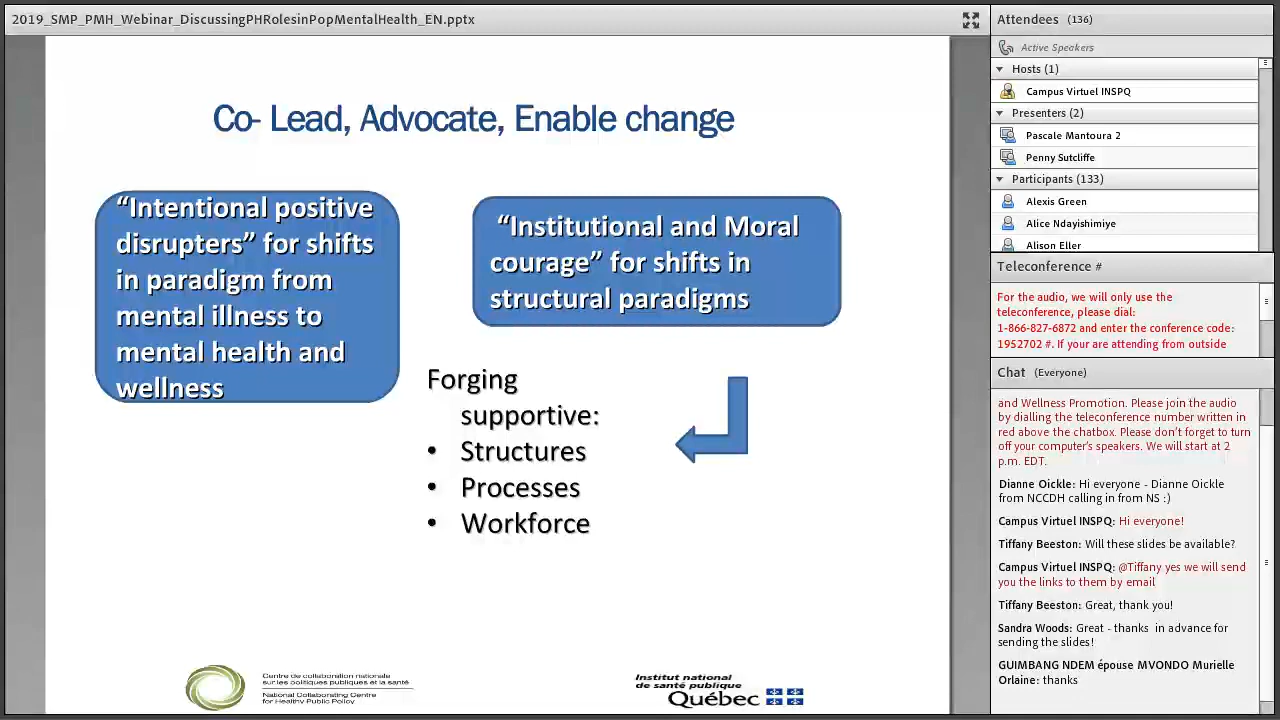 2019_SMP_PMH_Webinar_DiscussingPHRolesinPopMentalHealth_EN.pptx
Co- Lead, Advocate, Enable change
“Intentional positive
disrupters” for shifts
in paradigm from
mental illness to
mental health and
wellness
“Institutional and Moral
courage” for shifts in
structural paradigms
Forging
supportive:
• Structures
• Processes
• Workforce
Centre de collaboration nationale
sur les politiques publiques et la santé
National Collaborating Centre
for Healthy Public Policy
Institut national
de santé publique
Québec
Attendees (136)
Active Speakers
Hosts (1)
Campus Virtuel INSPQ
Presenters (2)
Pascale Mantoura 2
Penny Sutcliffe
Participants (133)
Alexis Green
Alice Ndayishimiye
Alison Eller
Teleconference #
For the audio, we will only use the
teleconference, please dial:
1-866-827-6872 and enter the conference code:
1952702 #. If your are attending from outside
Chat (Everyone)
and Wellness Promotion. Please join the audio
by dialling the teleconference number written in
red above the chatbox. Please don't forget to turn
off your computer's speakers. We will start at 2
p.m. EDT.
Dianne Oickle: Hi everyone - Dianne Oickle
from NCCDH calling in from NS :)
Campus Virtuel INSPQ: Hi everyone!
Tiffany Beeston: Will these slides be available?
Campus Virtuel INSPQ: @Tiffany yes we will send
you the links to them by email
Tiffany Beeston: Great, thank you!
Sandra Woods: Great - thanks in advance for
sending the slides!
GUIMBANG NDEM épouse MVONDO Murielle
Orlaine: thanks